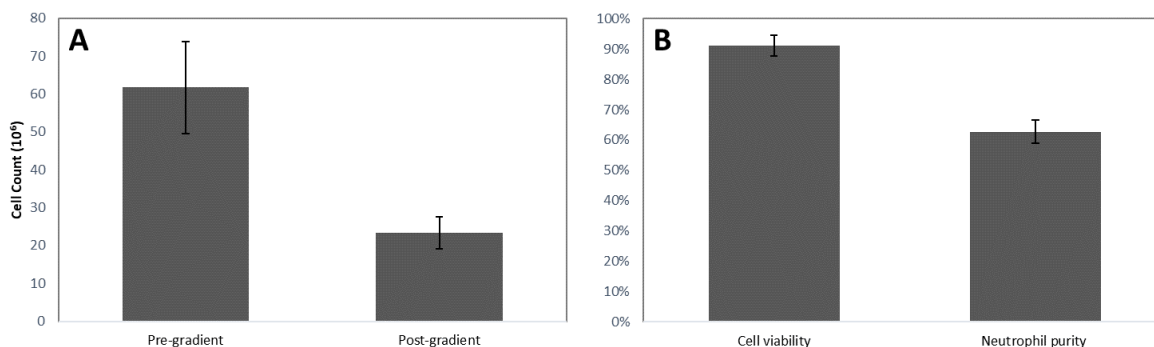 A
Cell Count (10⁶)
80
70
60
50
40
30
20
10
0
Pre-gradient
Post-gradient
B
100%
90%
80%
70%
60%
50%
40%
30%
20%
10%
0%
Cell viability
Neutrophil purity